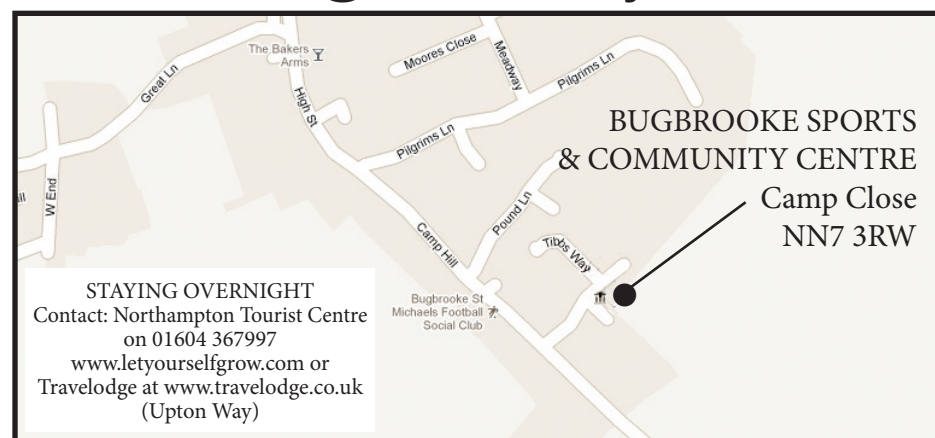 The Bakers
Arms
Moores Close
Meadway
Great Ln
High St
Pilgrims Ln
Pilgrims Ln
BUGBROOKE SPORTS
& COMMUNITY CENTRE
Camp Close
NN7 3RW
W End
Pound Ln
Camp Hill
Tibbs Way
Bugbrooke St
Michaels Football
Social Club
STAYING OVERNIGHT
Contact: Northampton Tourist Centre
on 01604 367997
www.letyourselfgrow.com or
Travelodge at www.travelodge.co.uk
(Upton Way)